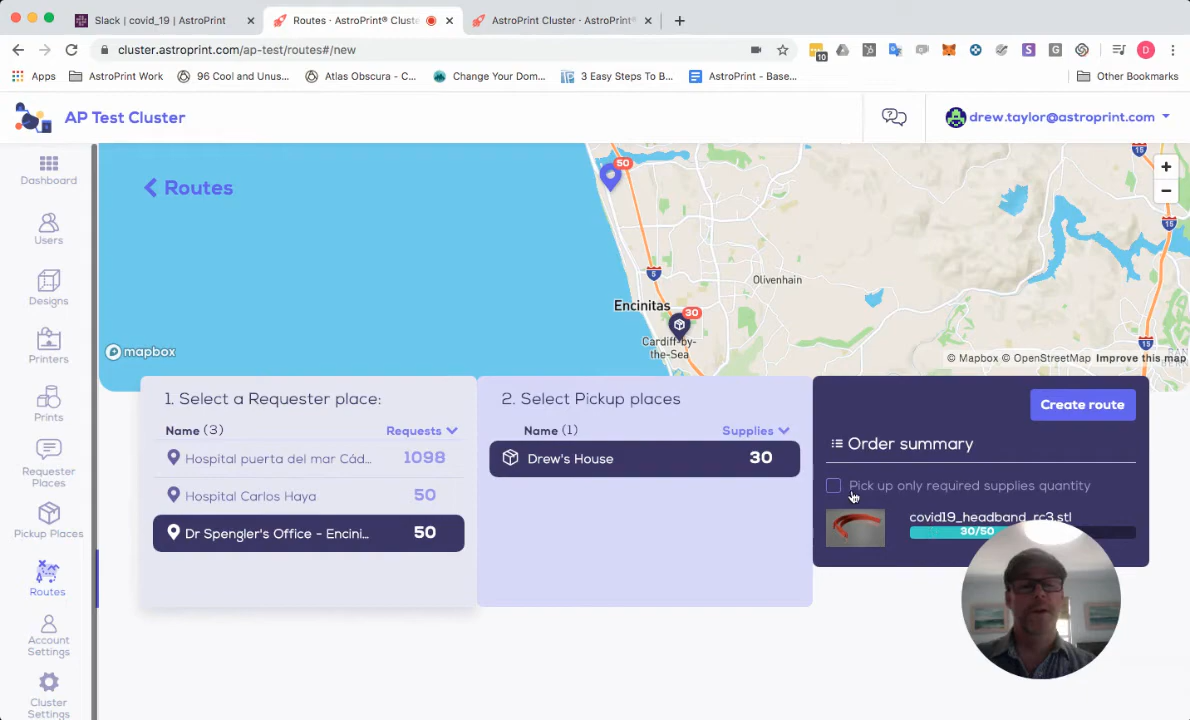 Slack | covid_19 | AstroPrint
Routes · AstroPrint® Cluste
AstroPrint Cluster · AstroPrint®
cluster.astroprint.com/ap-test/routes#/new
10
S
G
D
Apps
AstroPrint Work
96 Cool and Unus...
Atlas Obscura - C...
Change Your Dom...
3 Easy Steps To B...
AstroPrint - Base...
Other Bookmarks
AP Test Cluster
drew.taylor@astroprint.com
Dashboard
Users
Designs
Printers
Prints
Requester
Places
Pickup Places
Routes
Account
Settings
Cluster
Settings
Routes
50
15
+
−
15
5
Olivenhain
Encinitas
30
Cardiff-by-
the-Sea
15
mapbox
© Mapbox © OpenStreetMap Improve this map
1. Select a Requester place:
Name (3)
Requests
Hospital puerta del mar Cád...
1098
Hospital Carlos Haya
50
Dr Spengler's Office - Encini...
50
2. Select Pickup places
Name (1)
Supplies
Drew's House
30
Create route
Order summary
Pick up only required supplies quantity
covid19_headband_rc3.stl
30/50